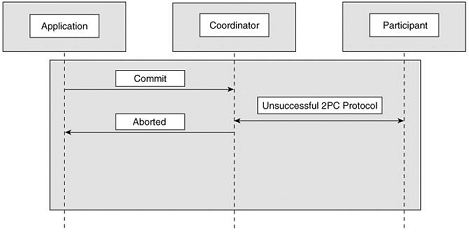 Application
Coordinator
Participant
Commit
Unsuccessful 2PC Protocol
Aborted